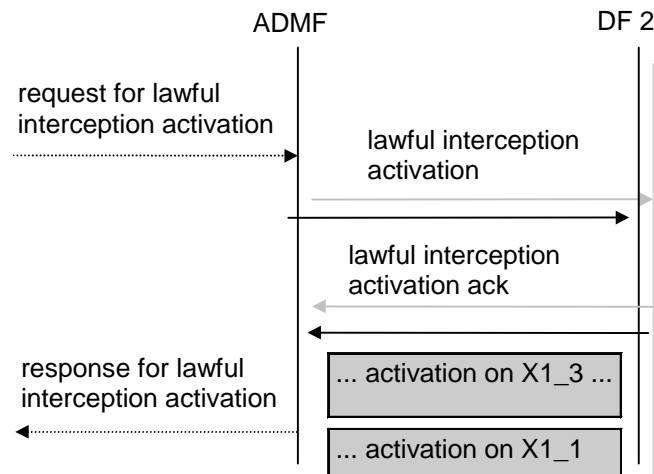 ADMF
DF 2
request for lawful
interception activation
lawful interception
activation
lawful interception
activation ack
response for lawful
interception activation
... activation on X1_3 ...
... activation on X1_1